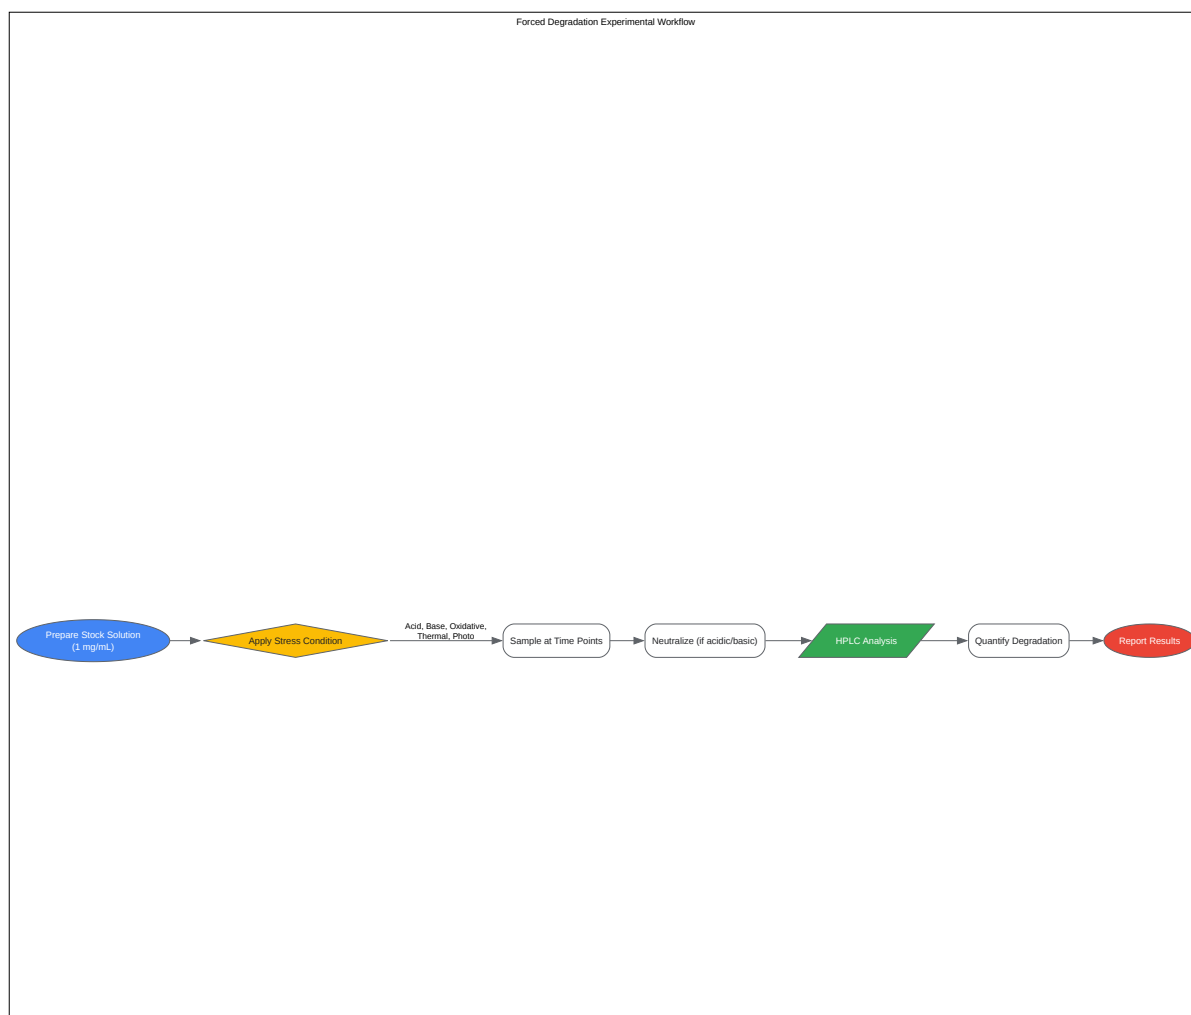 Forced Degradation Experimental Workflow
Prepare Stock Solution
(1 mg/mL)
Apply Stress Condition
Acid, Base, Oxidative,
Thermal, Photo
Sample at Time Points
Neutralize (if acidic/basic)
HPLC Analysis
Quantify Degradation
Report Results